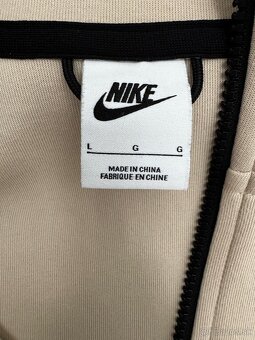 NIKE
L G G
MADE IN CHINA
FABRIQUE EN CHINE